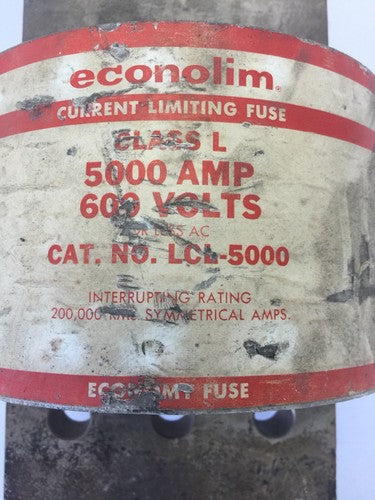 econolim®
CURRENT LIMITING FUSE
CLASS L
5000 AMP
600 VOLTS
OR LESS AC
CAT. NO. LCL-5000
INTERRUPTING RATING
200,000 RMS SYMMETRICAL AMPS.
ECONOMY FUSE